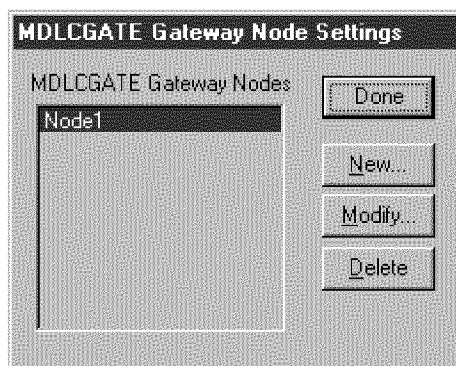 MDLCGATE Gateway Node Settings
MDLCGATE Gateway Nodes
Node1
Done
New...
Modify...
Delete